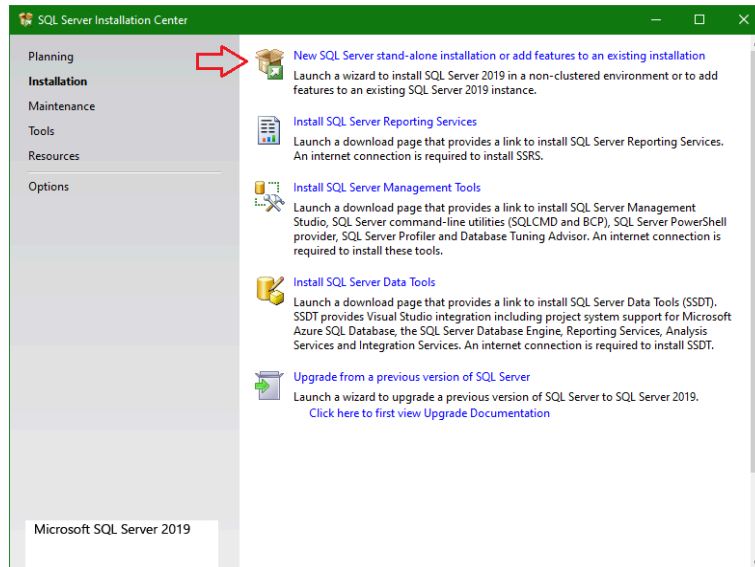 SQL Server Installation Center
Planning
Installation
Maintenance
Tools
Resources
Options
New SQL Server stand-alone installation or add features to an existing installation
Launch a wizard to install SQL Server 2019 in a non-clustered environment or to add
features to an existing SQL Server 2019 instance.
Install SQL Server Reporting Services
Launch a download page that provides a link to install SQL Server Reporting Services.
An internet connection is required to install SSRS.
Install SQL Server Management Tools
Launch a download page that provides a link to install SQL Server Management
Studio, SQL Server command-line utilities (SQLCMD and BCP), SQL Server PowerShell
provider, SQL Server Profiler and Database Tuning Advisor. An internet connection is
required to install these tools.
Install SQL Server Data Tools
Launch a download page that provides a link to install SQL Server Data Tools (SSDT).
SSDT provides Visual Studio integration including project system support for Microsoft
Azure SQL Database, the SQL Server Database Engine, Reporting Services, Analysis
Services and Integration Services. An internet connection is required to install SSDT.
Upgrade from a previous version of SQL Server
Launch a wizard to upgrade a previous version of SQL Server to SQL Server 2019.
Click here to first view Upgrade Documentation
Microsoft SQL Server 2019